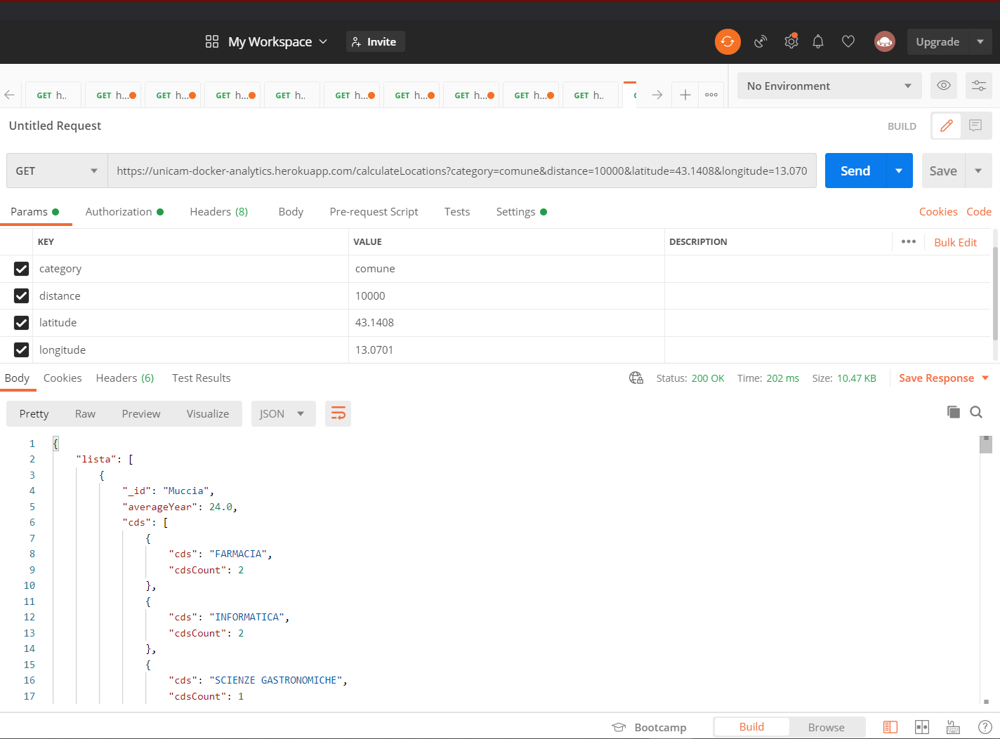 My Workspace Invite Upgrade
GET h.. GET h... GET h... GET h... GET h.. GET h... GET h... GET h... GET h... GET h.. No Environment
Untitled Request BUILD
GET https://unicam-docker-analytics.herokuapp.com/calculateLocations?category=comune&distance=10000&latitude=43.1408&longitude=13.070 Send Save
Params Authorization Headers (8) Body Pre-request Script Tests Settings Cookies Code
KEY VALUE DESCRIPTION ••• Bulk Edit
category comune
distance 10000
latitude 43.1408
longitude 13.0701
Body Cookies Headers (6) Test Results Status: 200 OK Time: 202 ms Size: 10.47 KB Save Response
Pretty Raw Preview Visualize JSON
1 {
2 "lista": [
3 {
4 "_id": "Muccia",
5 "averageYear": 24.0,
6 "cds": [
7 {
8 "cds": "FARMACIA",
9 "cdsCount": 2
10 },
11 {
12 "cds": "INFORMATICA",
13 "cdsCount": 2
14 },
15 {
16 "cds": "SCIENZE GASTRONOMICHE",
17 "cdsCount": 1
Bootcamp Build Browse